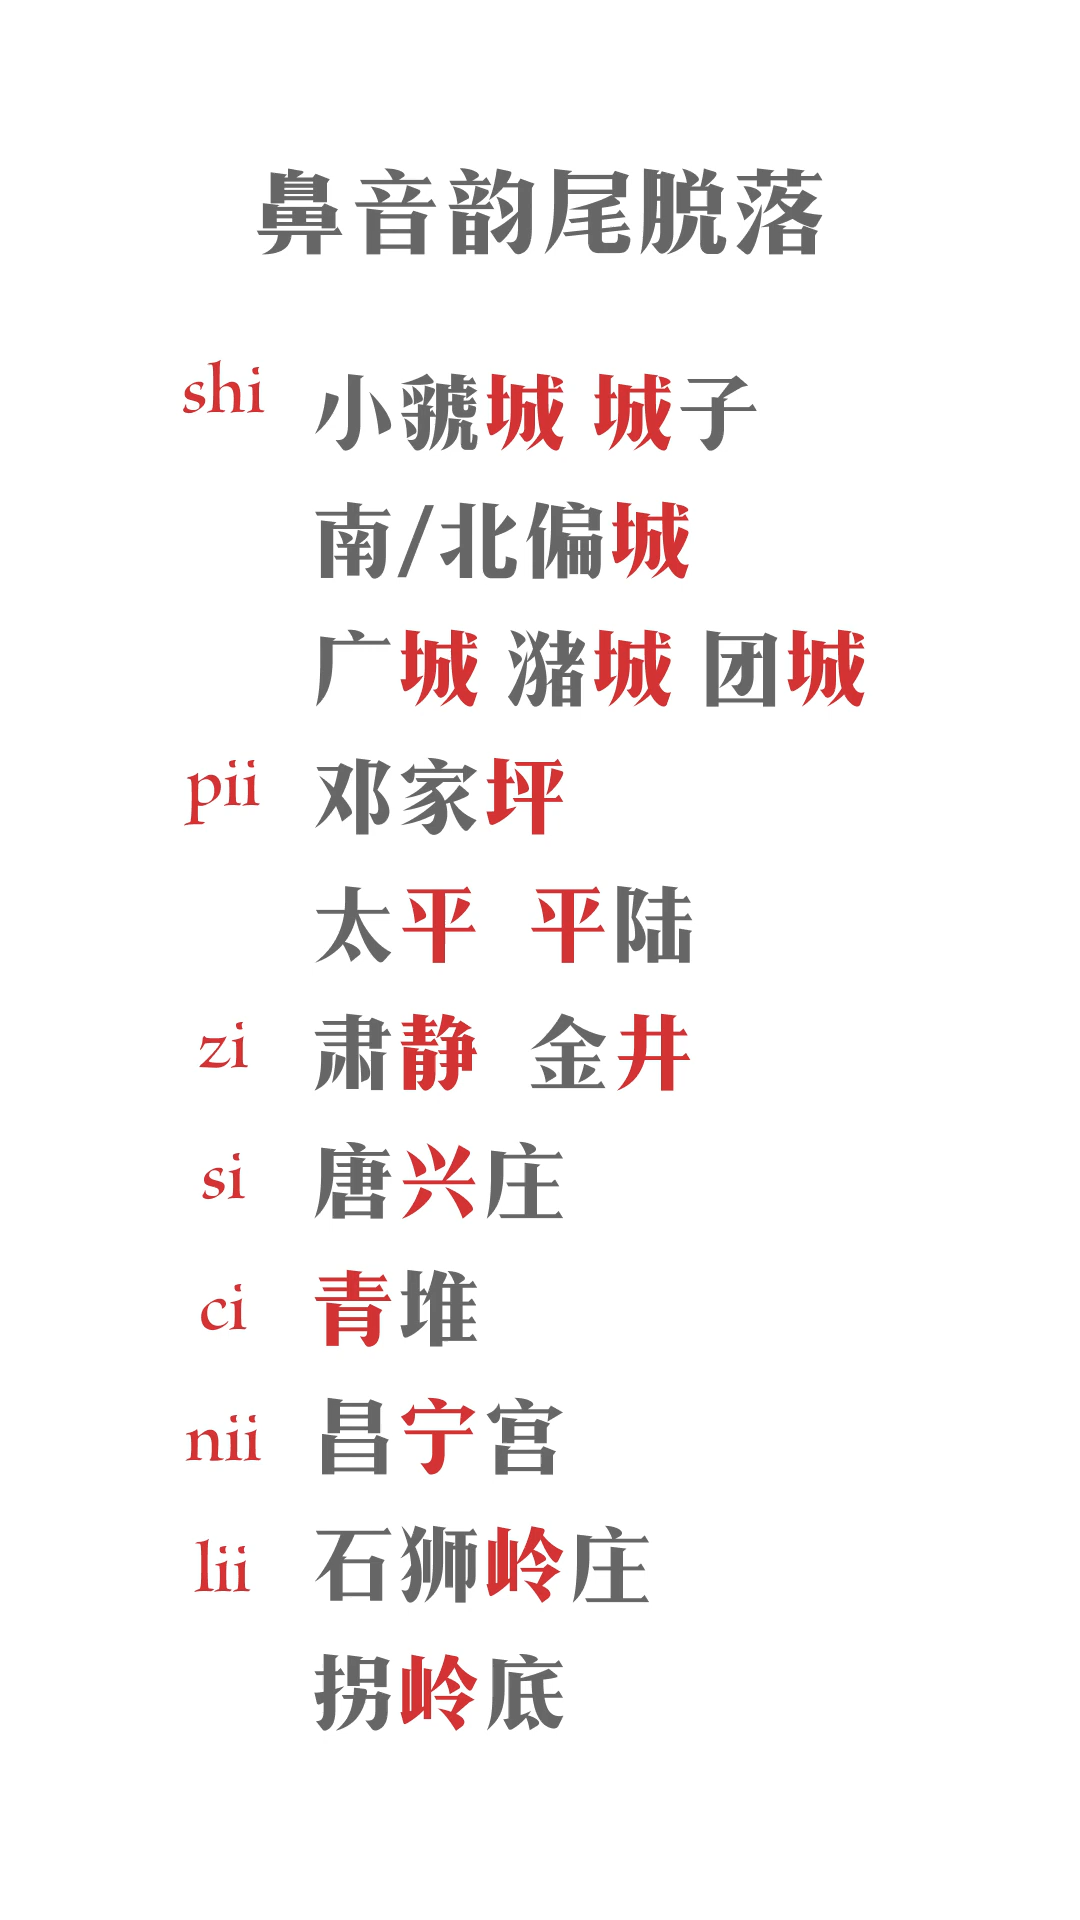 鼻音韵尾脱落
shi 小虢城 城子
南/北偏城
广城 潴城 团城
pii 邓家坪
太平 平陆
zi 肃静 金井
si 唐兴庄
ci 青堆
nii 昌宁宫
lii 石狮岭庄
拐岭底